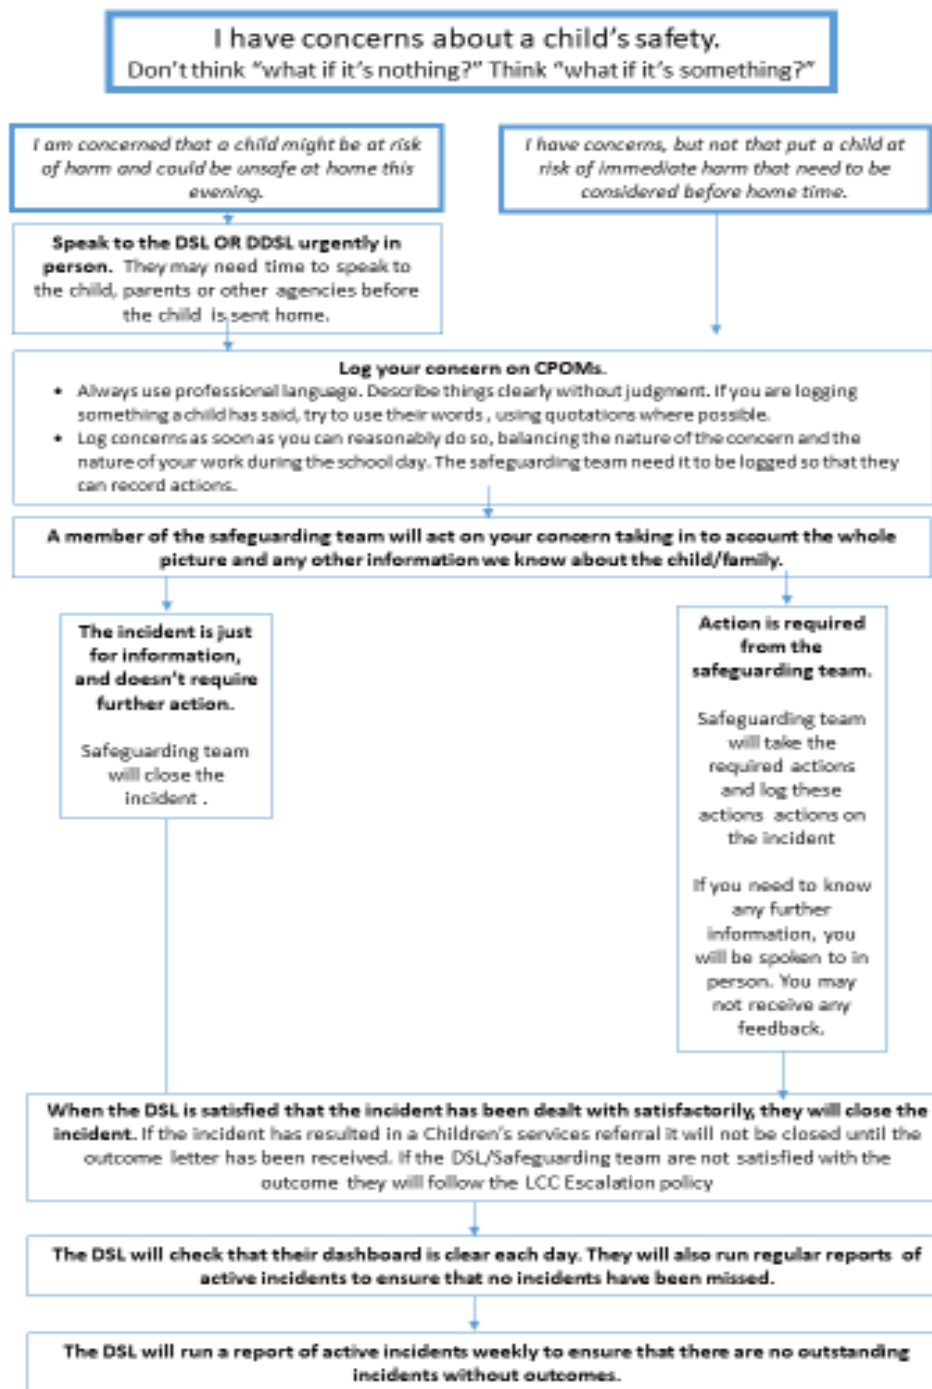 I have concerns about a child's safety.
Don't think "what if it's nothing?" Think "what if it's something?"
I am concerned that a child might be at risk
of harm and could be unsafe at home this
evening.
I have concerns, but not that put a child at
risk of immediate harm that need to be
considered before home time.
Speak to the DSL OR DDSL urgently in
person. They may need time to speak to
the child, parents or other agencies before
the child is sent home.
Log your concern on CPOMs.
• Always use professional language. Describe things clearly without judgment. If you are logging
something a child has said, try to use their words, using quotations where possible.
• Log concerns as soon as you can reasonably do so, balancing the nature of the concern and the
nature of your work during the school day. The safeguarding team need it to be logged so that they
can record actions.
A member of the safeguarding team will act on your concern taking in to account the whole
picture and any other information we know about the child/family.
The incident is just
for information,
and doesn't require
further action.
Safeguarding team
will close the
incident .
Action is required
from the
safeguarding team.
Safeguarding team
will take the
required actions
and log these
actions actions on
the incident
If you need to know
any further
information, you
will be spoken to in
person. You may
not receive any
feedback.
When the DSL is satisfied that the incident has been dealt with satisfactorily, they will close the
incident. If the incident has resulted in a Children's services referral it will not be closed until the
outcome letter has been received. If the DSL/Safeguarding team are not satisfied with the
outcome they will follow the LCC Escalation policy
The DSL will check that their dashboard is clear each day. They will also run regular reports of
active incidents to ensure that no incidents have been missed.
The DSL will run a report of active incidents weekly to ensure that there are no outstanding
incidents without outcomes.